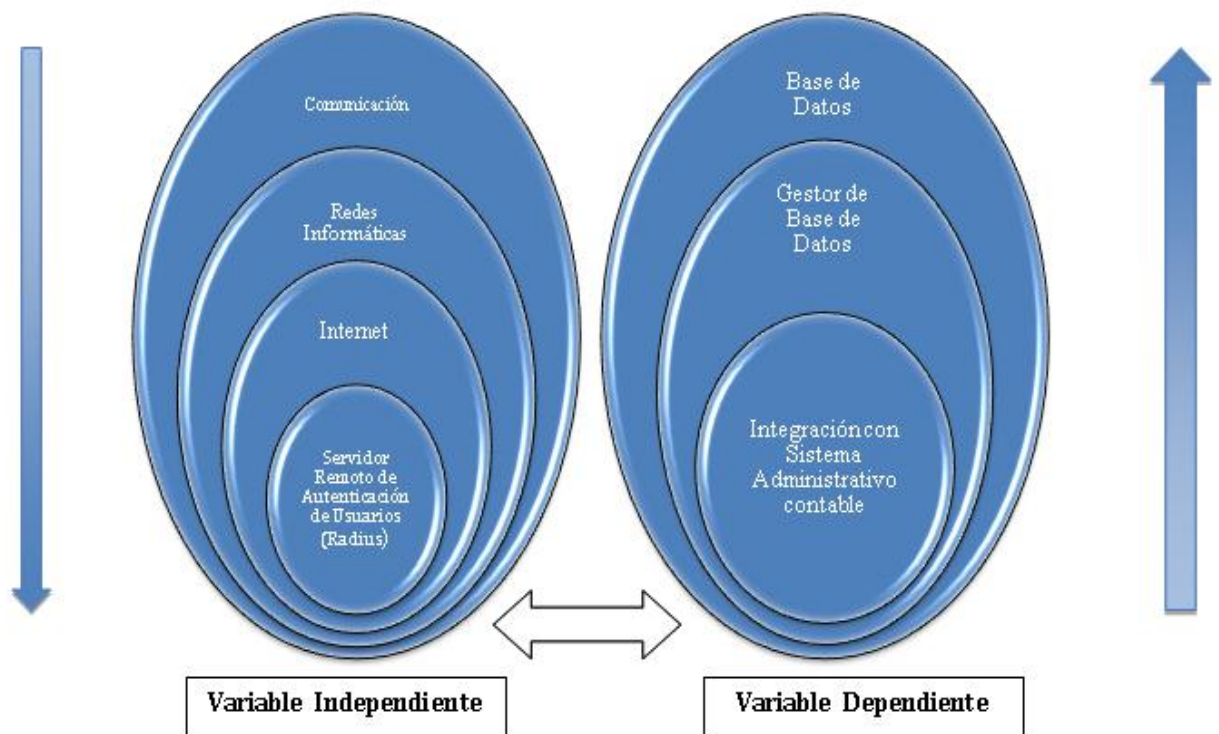 Comunicación
Redes
Informáticas
Internet
Servidor
Remoto de
Autenticación
de Usuarios
(Radius)
Base de
Datos
Gestor de
Base de
Datos
Integración con
Sistema
Administrativo
contable
Variable Independiente
Variable Dependiente